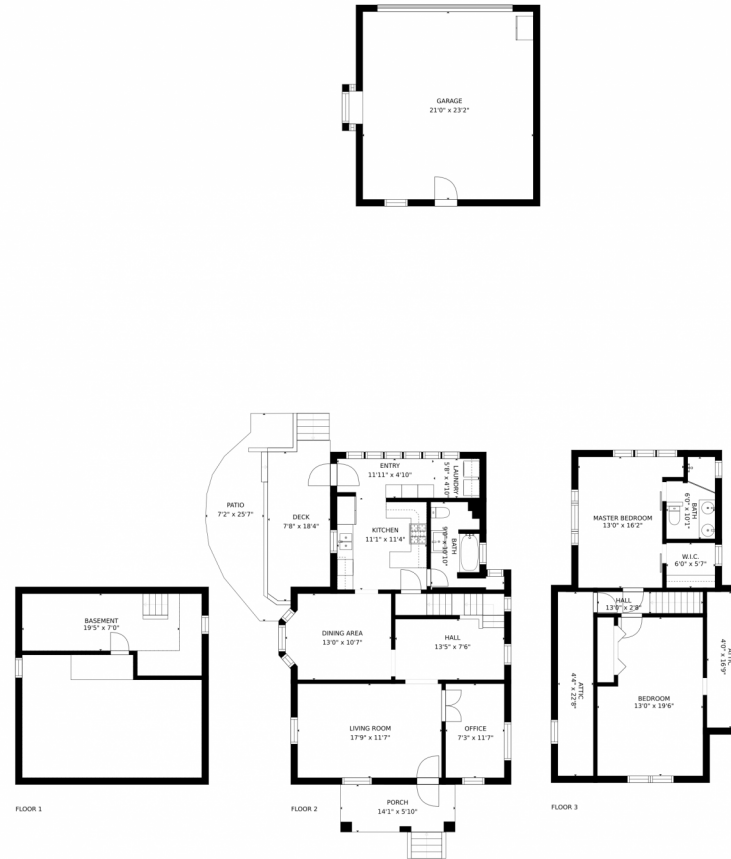 GARAGE
21'0" x 23'2"
ENTRY
11'11" x 4'10"
LAUNDRY
5'8" x 4'10"
PATIO
7'2" x 25'7"
DECK
7'8" x 18'4"
KITCHEN
11'1" x 11'4"
BATH
9'0" x 10'10"
DINING AREA
13'0" x 10'7"
HALL
13'5" x 7'6"
LIVING ROOM
17'9" x 11'7"
OFFICE
7'3" x 11'7"
PORCH
14'1" x 5'10"
FLOOR 2
BASEMENT
19'5" x 7'0"
FLOOR 1
MASTER BEDROOM
13'0" x 16'2"
BATH
6'0" x 10'1"
W.I.C.
6'0" x 5'7"
HALL
13'0" x 2'8"
ATTIC
4'4" x 22'8"
BEDROOM
13'0" x 19'6"
ATTIC
4'0" x 16'9"
FLOOR 3